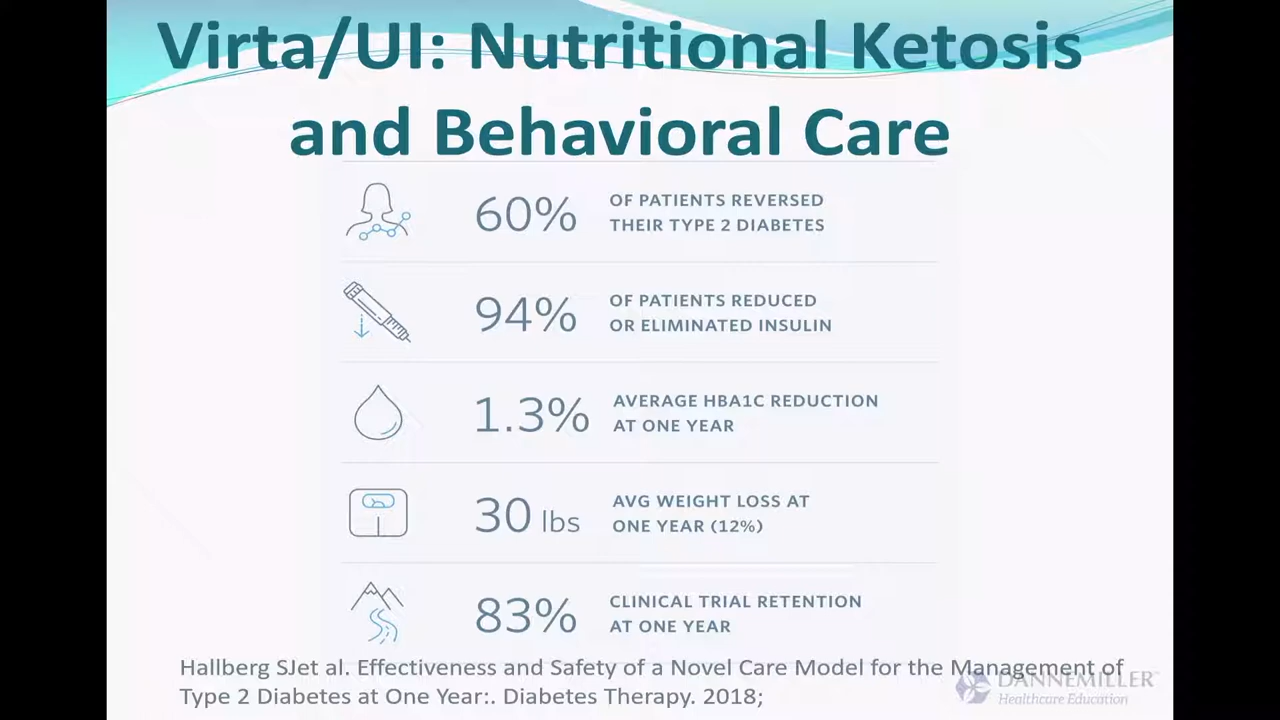 Virta/UI: Nutritional Ketosis
and Behavioral Care
60%
OF PATIENTS REVERSED
THEIR TYPE 2 DIABETES
94%
OF PATIENTS REDUCED
OR ELIMINATED INSULIN
1.3%
AVERAGE HBA1C REDUCTION
AT ONE YEAR
30 lbs
AVG WEIGHT LOSS AT
ONE YEAR (12%)
83%
CLINICAL TRIAL RETENTION
AT ONE YEAR
Hallberg SJet al. Effectiveness and Safety of a Novel Care Model for the Management of
Type 2 Diabetes at One Year:. Diabetes Therapy. 2018;
DANNEMILLER
Healthcare Education